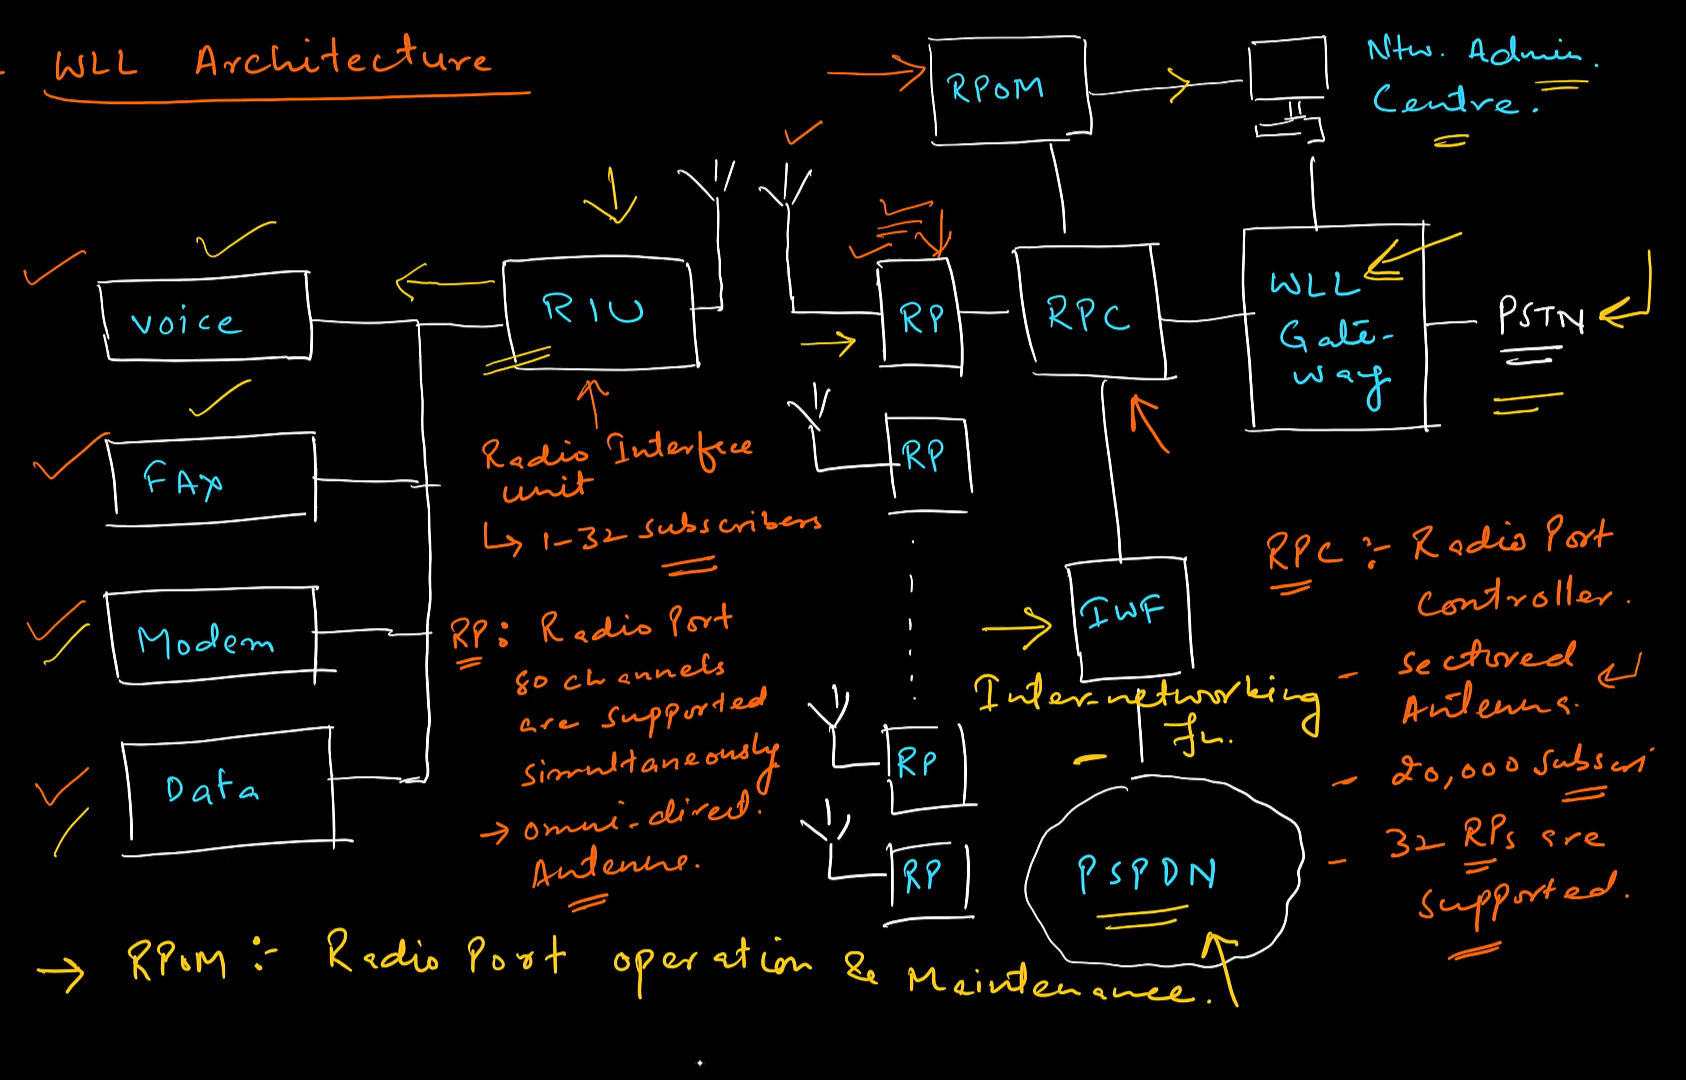 WLL Architecture
RPOM
Ntw. Admin.
Centre.
Voice
RIU
RP
RPC
WLL
Gate-
way
PSTN
FAX
Radio Interface
unit
↳ 1-32 subscribers
RP
Modem
RP: Radio Port
80 channels
are supported
simultaneously
→ omni-direct.
Antenna.
IWF
Inter-networking
fn.
RPC :- Radio Port
Controller.
- sectored
Antenna.
- 20,000 subscri
- 32 RPs are
supported.
Data
RP
RP
PSPDN
→ RPOM :- Radio Port operation & Maintenance.